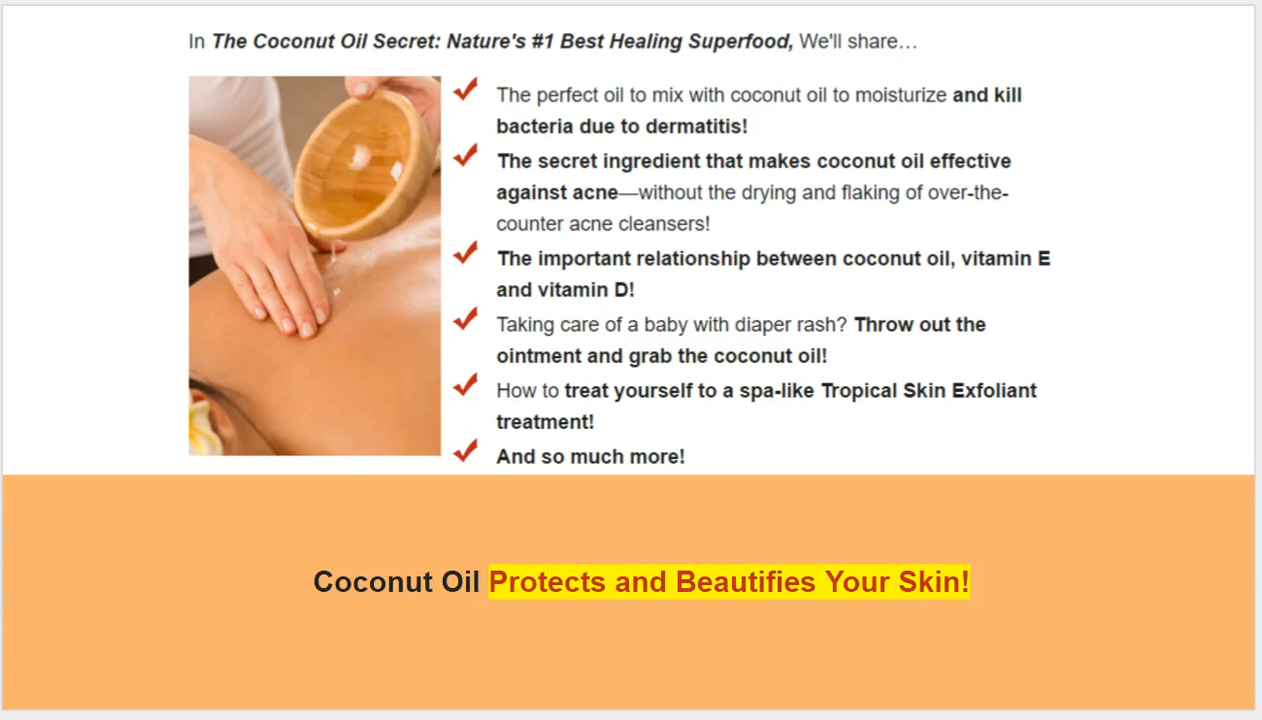 In The Coconut Oil Secret: Nature's #1 Best Healing Superfood, We'll share…
The perfect oil to mix with coconut oil to moisturize and kill
bacteria due to dermatitis!
The secret ingredient that makes coconut oil effective
against acne—without the drying and flaking of over-the-
counter acne cleansers!
The important relationship between coconut oil, vitamin E
and vitamin D!
Taking care of a baby with diaper rash? Throw out the
ointment and grab the coconut oil!
How to treat yourself to a spa-like Tropical Skin Exfoliant
treatment!
And so much more!
Coconut Oil Protects and Beautifies Your Skin!